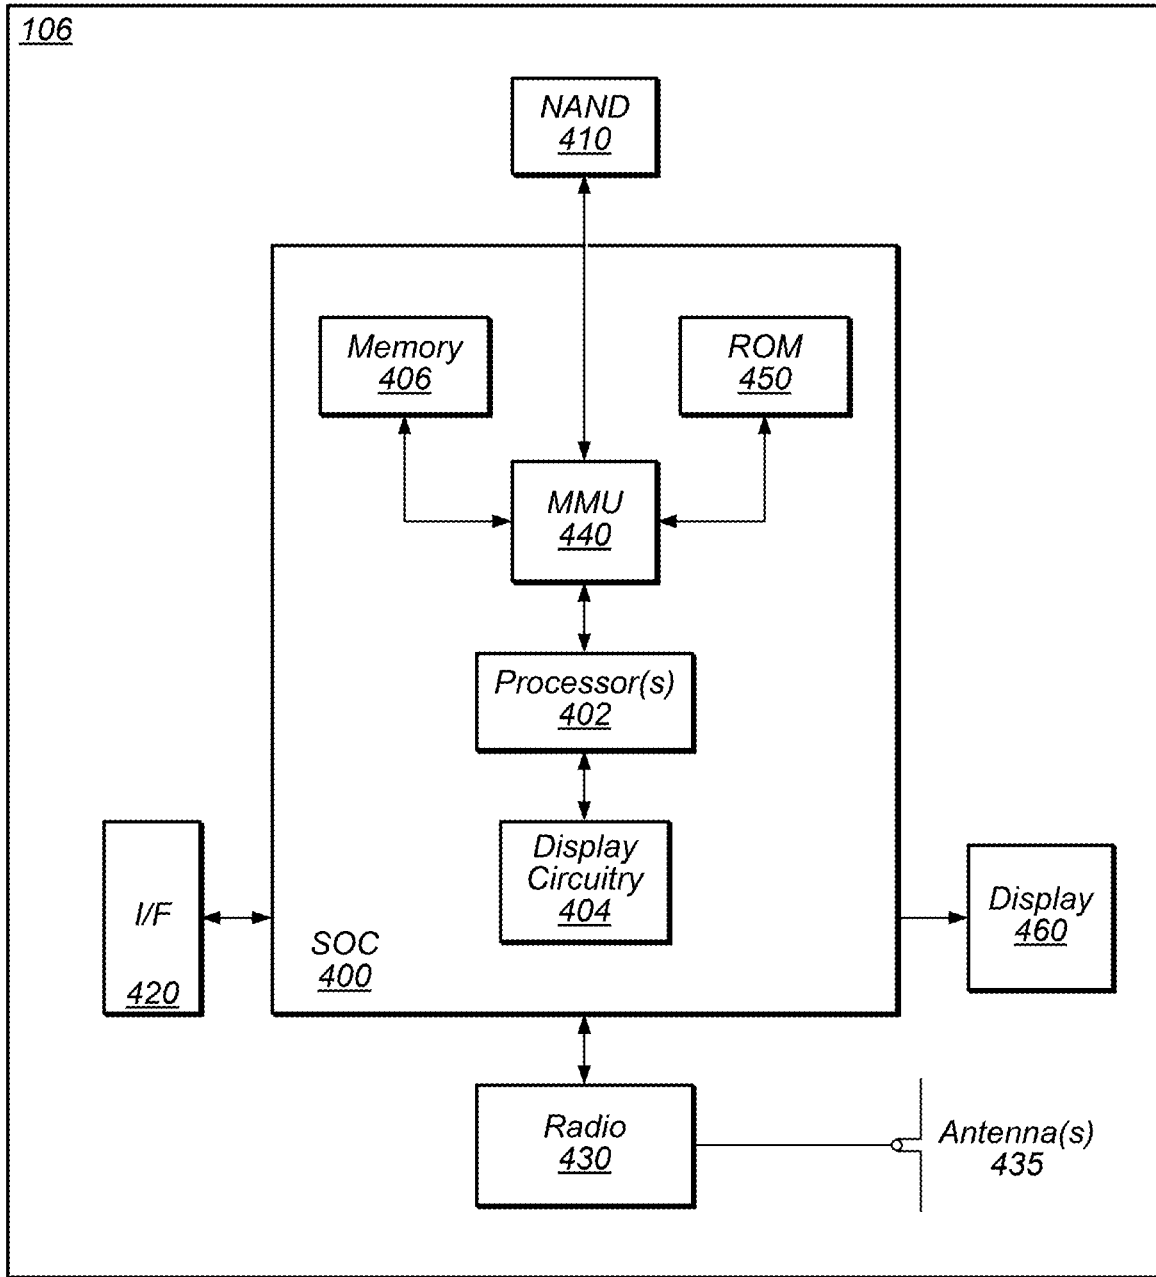 106
NAND
410
Memory
406
ROM
450
MMU
440
Processor(s)
402
Display
Circuitry
404
I/F
420
SOC
400
Display
460
Radio
430
Antenna(s)
435